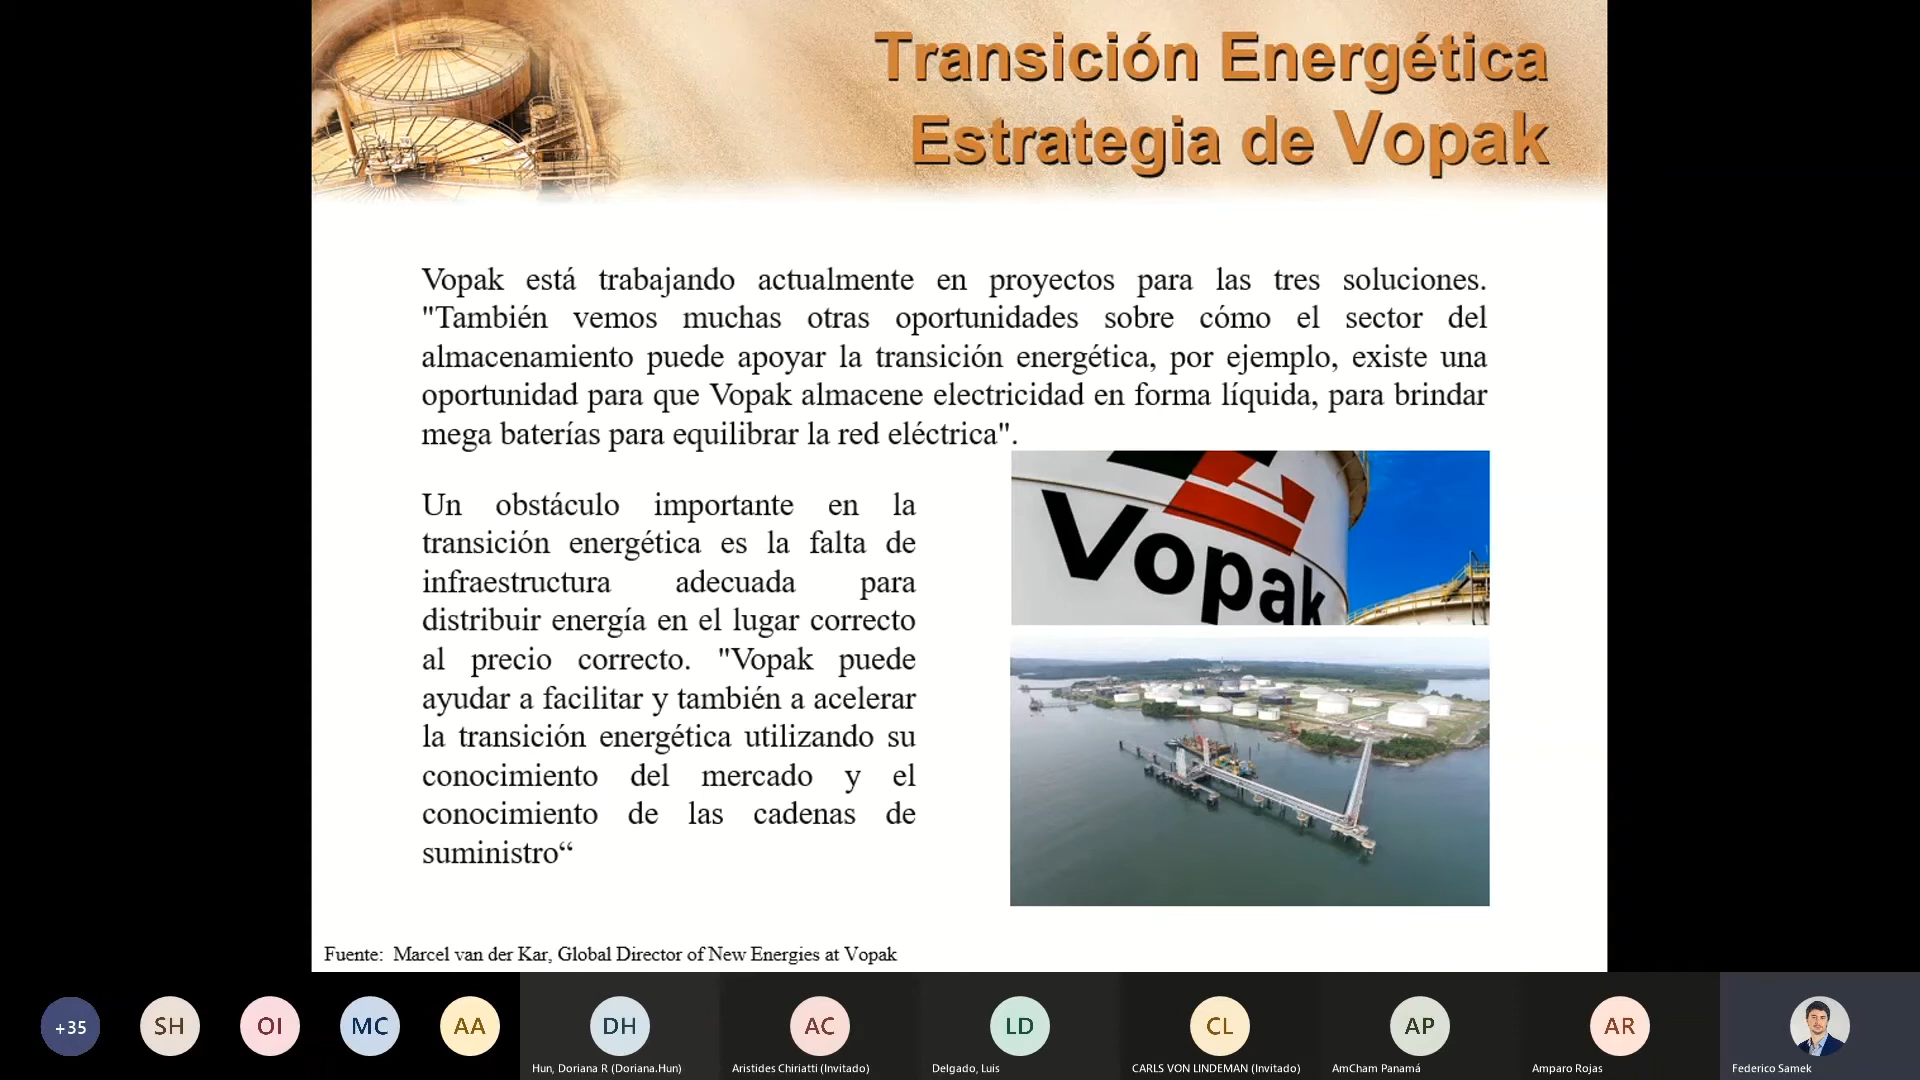 Transición Energética
Estrategia de Vopak
Vopak está trabajando actualmente en proyectos para las tres soluciones.
"También vemos muchas otras oportunidades sobre cómo el sector del
almacenamiento puede apoyar la transición energética, por ejemplo, existe una
oportunidad para que Vopak almacene electricidad en forma líquida, para brindar
mega baterías para equilibrar la red eléctrica".
Un obstáculo importante en la
transición energética es la falta de
infraestructura adecuada para
distribuir energía en el lugar correcto
al precio correcto. "Vopak puede
ayudar a facilitar y también a acelerar
la transición energética utilizando su
conocimiento del mercado y el
conocimiento de las cadenas de
suministro“
Vopak
Fuente: Marcel van der Kar, Global Director of New Energies at Vopak
+35
SH
OI
MC
AA
DH
AC
LD
CL
AP
AR
Hun, Doriana R (Doriana.Hun)
Aristides Chiriatti (Invitado)
Delgado, Luis
CARLS VON LINDEMAN (Invitado)
AmCham Panamá
Amparo Rojas
Federico Samek